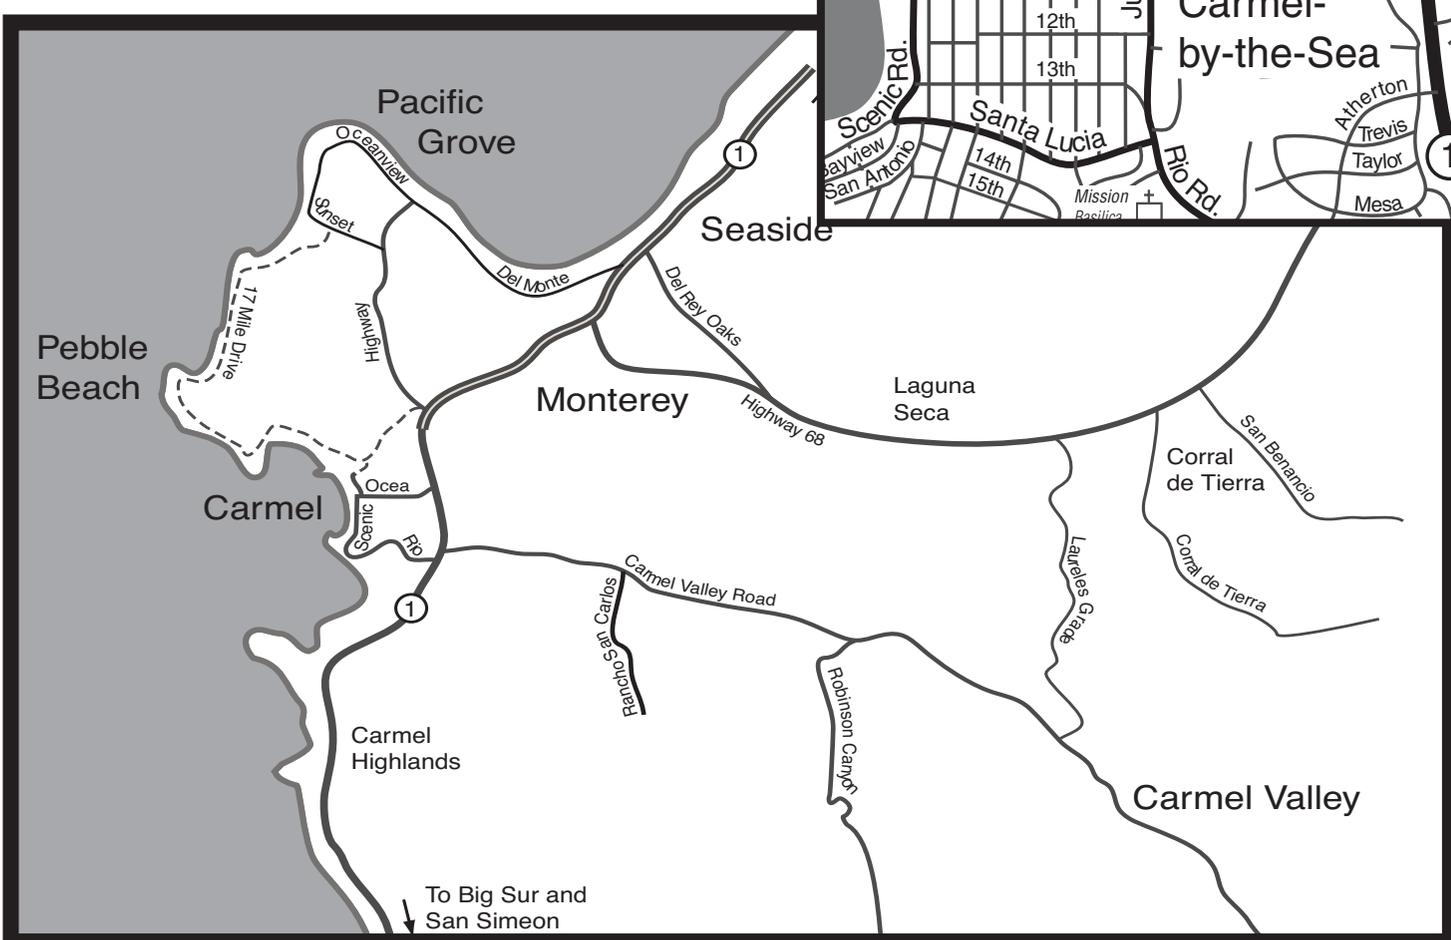 12th
Carmel-
by-the-Sea
13th
Scenic Rd.
Santa Lucia
Atherton
Trevis
1
Bayview
14th
Taylor
San Antonio
15th
Mission
Basilica
Rio Rd.
Mesa
Pacific
Grove
Oceanview
1
Sunset
Seaside
Del Monte
Del Rey Oaks
17 Mile Drive
Highway
Pebble
Beach
Monterey
Laguna
Seca
Highway 68
San Benancio
Corral
de Tierra
Ocea
Carmel
Scenic
Rio
Carmel Valley Road
Laureles Grade
Corral de Tierra
1
Rancho San Carlos
Robinson Canyon
Carmel
Highlands
Carmel Valley
To Big Sur and
San Simeon